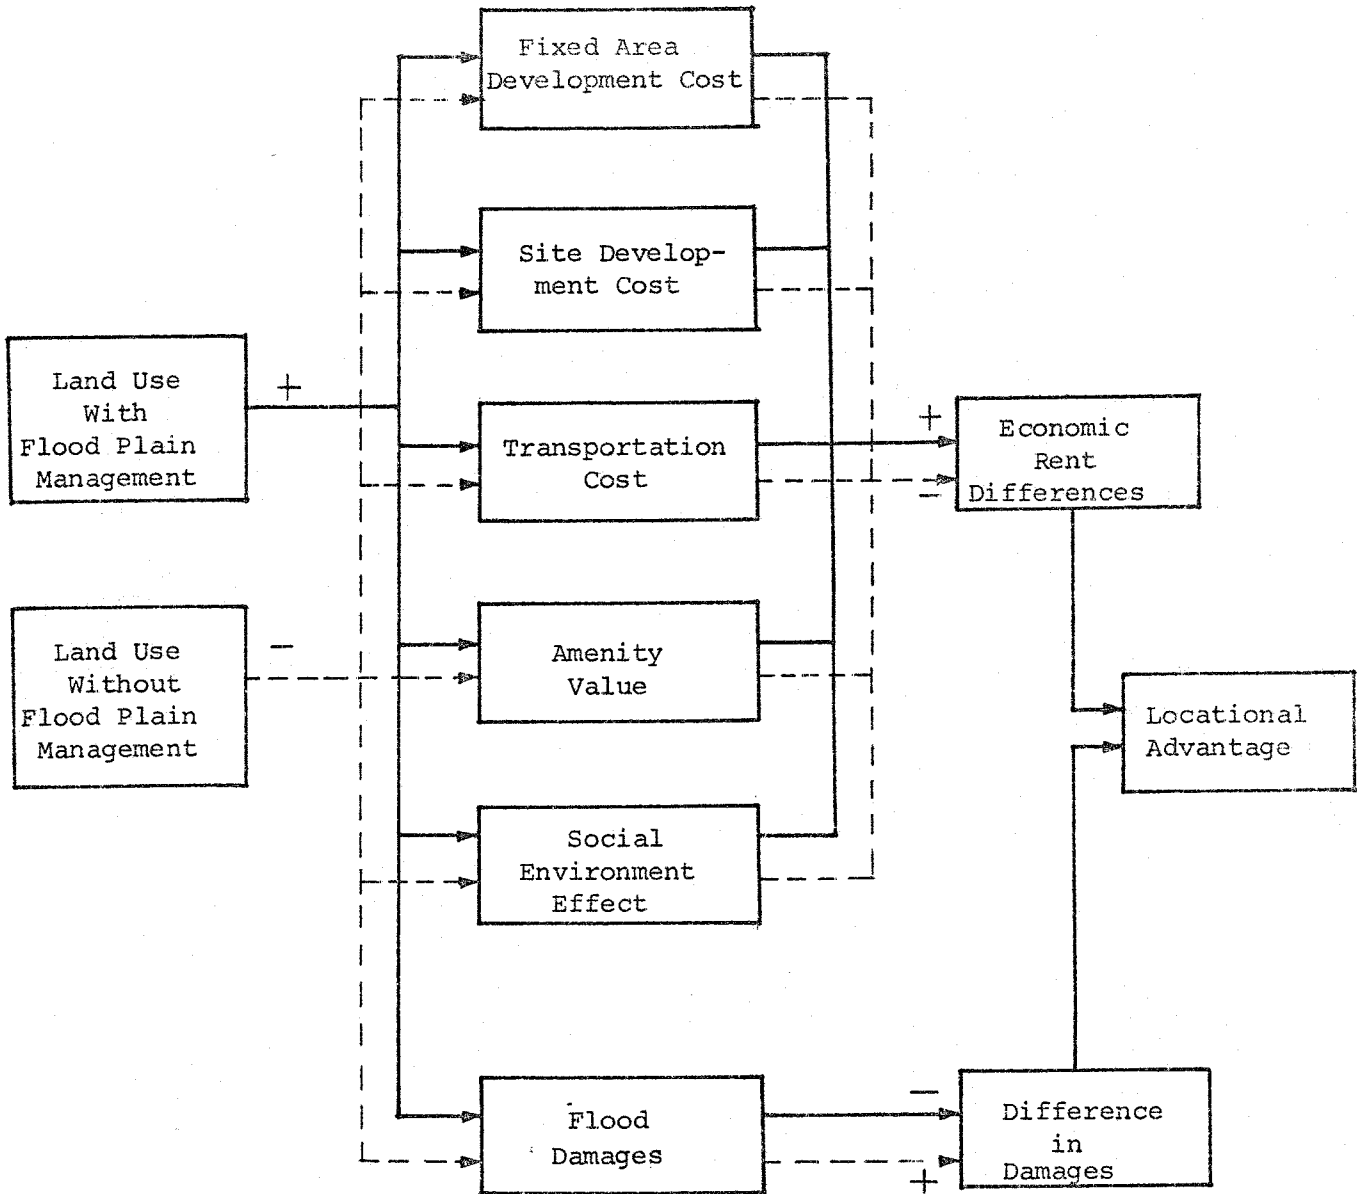 Fixed Area
Development Cost
Site Develop-
ment Cost
Land Use
With
Flood Plain
Management
+
Transportation
Cost
+
-
Economic
Rent
Differences
Land Use
Without
Flood Plain
Management
-
Amenity
Value
Locational
Advantage
Social
Environment
Effect
Flood
Damages
-
+
Difference
in
Damages